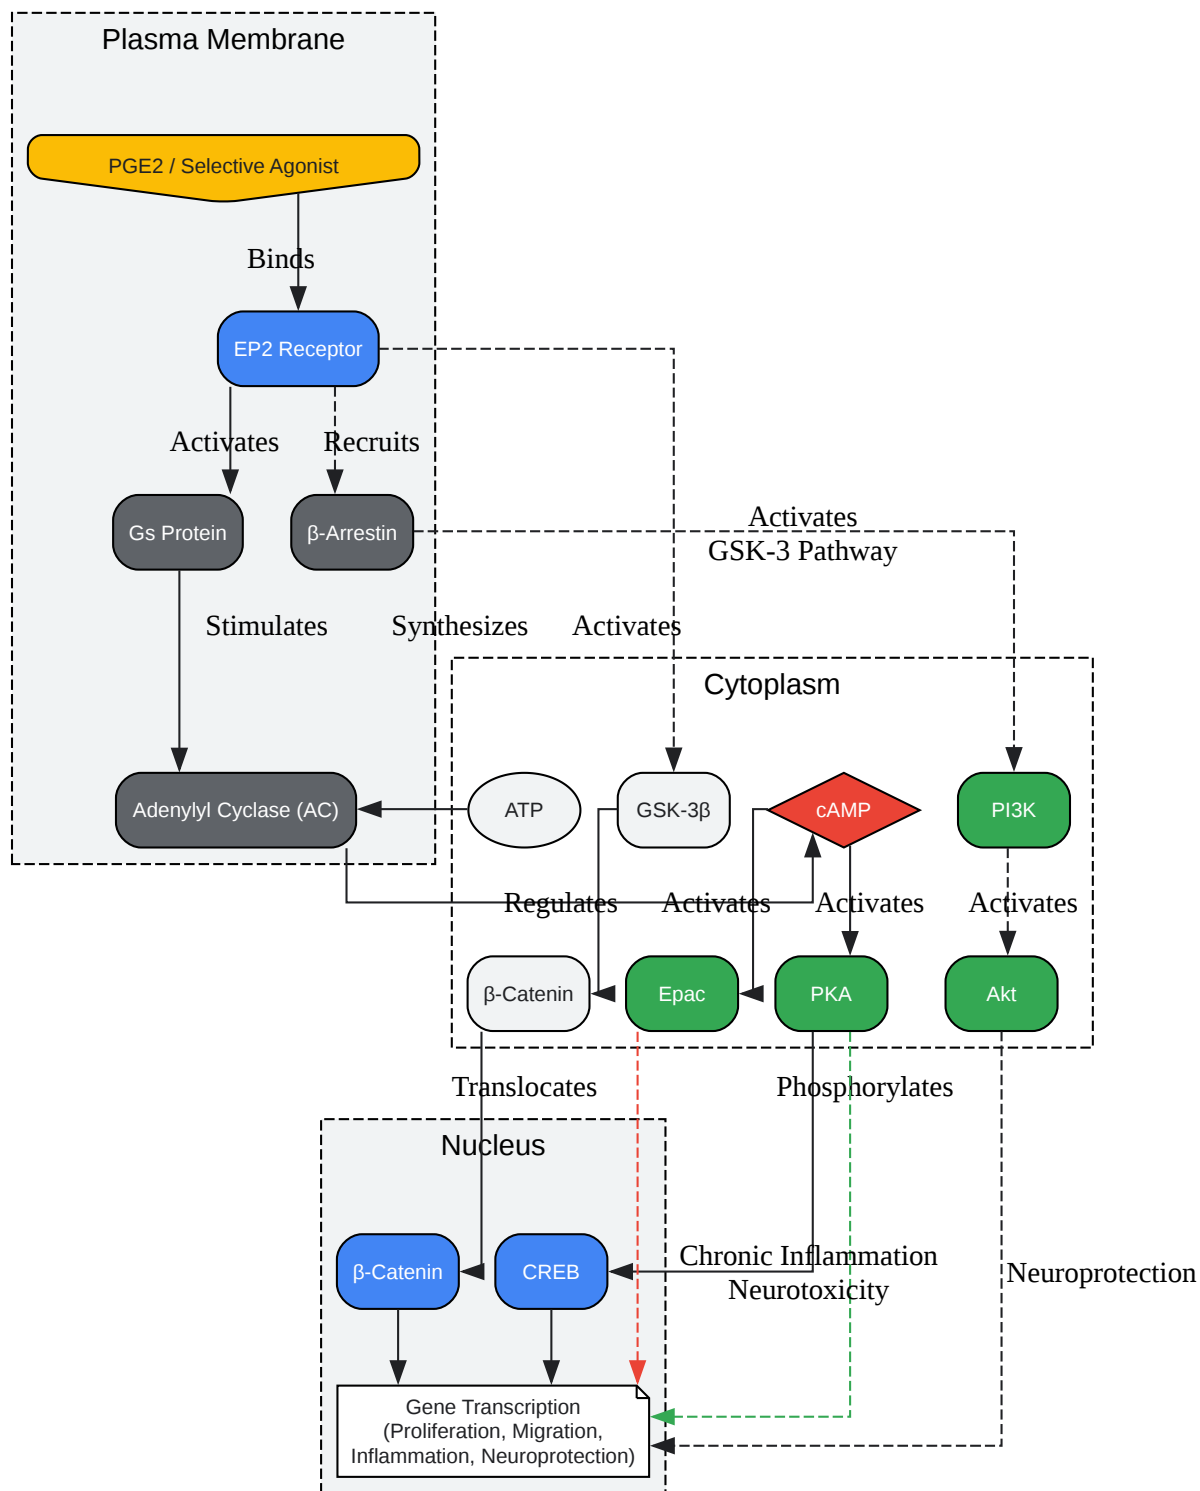 Plasma Membrane
PGE2 / Selective Agonist
Binds
EP2 Receptor
Activates
Recruits
Gs Protein
β-Arrestin
Activates
GSK-3 Pathway
Stimulates
Synthesizes
Activates
Cytoplasm
Adenylyl Cyclase (AC)
ATP
GSK-3β
cAMP
PI3K
Regulates
Activates
Activates
Activates
β-Catenin
Epac
PKA
Akt
Translocates
Phosphorylates
Nucleus
β-Catenin
CREB
Chronic Inflammation
Neurotoxicity
Neuroprotection
Gene Transcription
(Proliferation, Migration,
Inflammation, Neuroprotection)